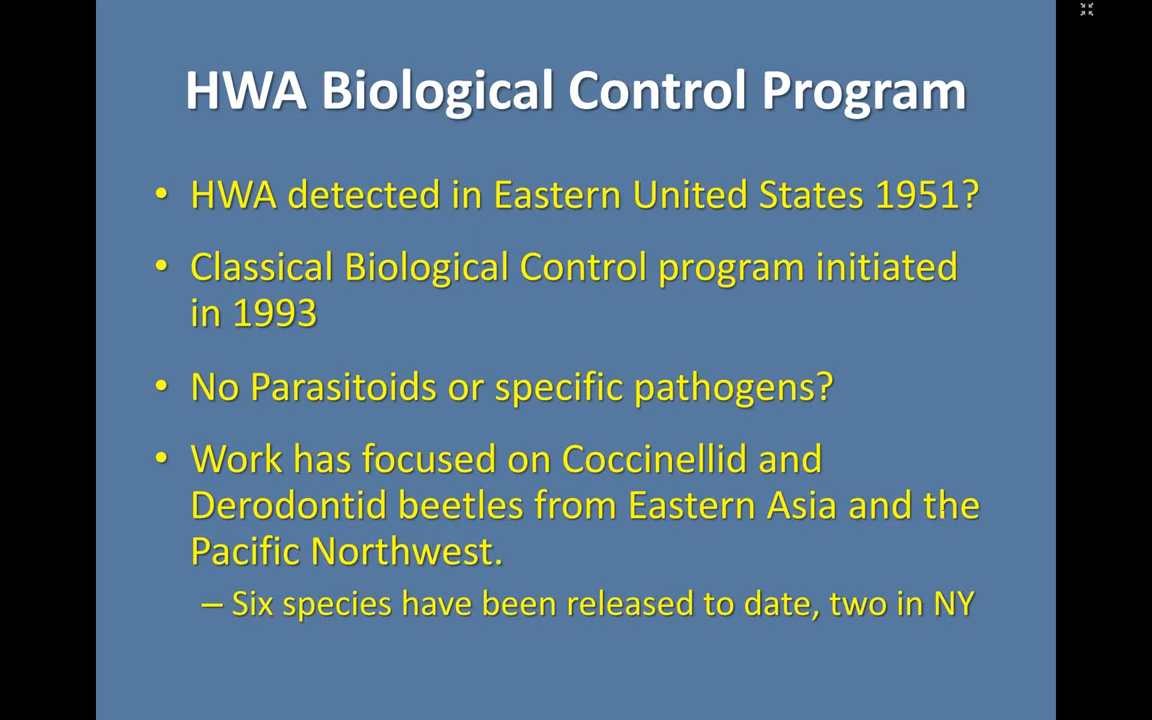 HWA Biological Control Program
• HWA detected in Eastern United States 1951?
• Classical Biological Control program initiated
in 1993
• No Parasitoids or specific pathogens?
• Work has focused on Coccinellid and
Derodontid beetles from Eastern Asia and the
Pacific Northwest.
– Six species have been released to date, two in NY